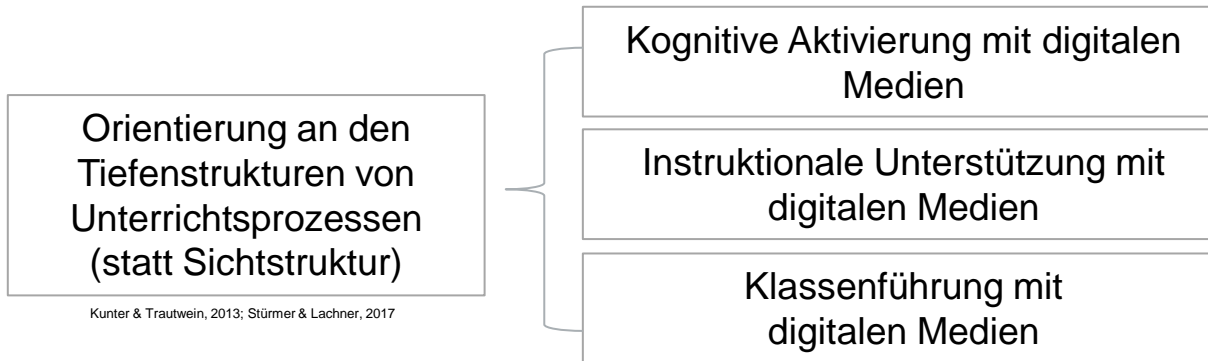 Orientierung an den
Tiefenstrukturen von
Unterrichtsprozessen
(statt Sichtstruktur)
Kunter & Trautwein, 2013; Stürmer & Lachner, 2017
Kognitive Aktivierung mit digitalen
Medien
Instruktionale Unterstützung mit
digitalen Medien
Klassenführung mit
digitalen Medien